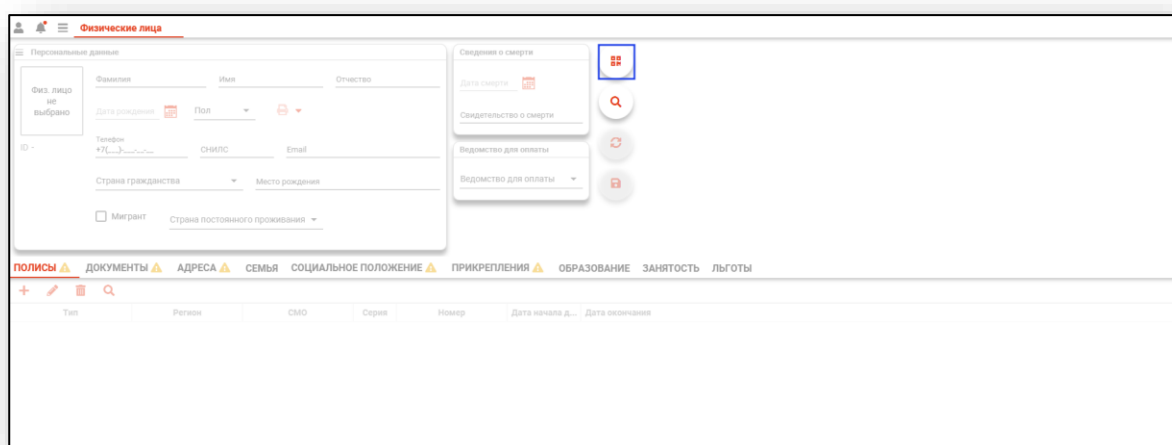 Физические лица
Персональные данные
Физ. лицо не выбрано
ID -
Фамилия Имя Отчество
Дата рождения Пол
Телефон
+7(___)-___-__-__ СНИЛС Email
Страна гражданства Место рождения
Мигрант Страна постоянного проживания
Сведения о смерти
Дата смерти
Свидетельство о смерти
Ведомство для оплаты
Ведомство для оплаты
ПОЛИСЫ ДОКУМЕНТЫ АДРЕСА СЕМЬЯ СОЦИАЛЬНОЕ ПОЛОЖЕНИЕ ПРИКРЕПЛЕНИЯ ОБРАЗОВАНИЕ ЗАНЯТОСТЬ ЛЬГОТЫ
Тип Регион СМО Серия Номер Дата начала д... Дата окончания